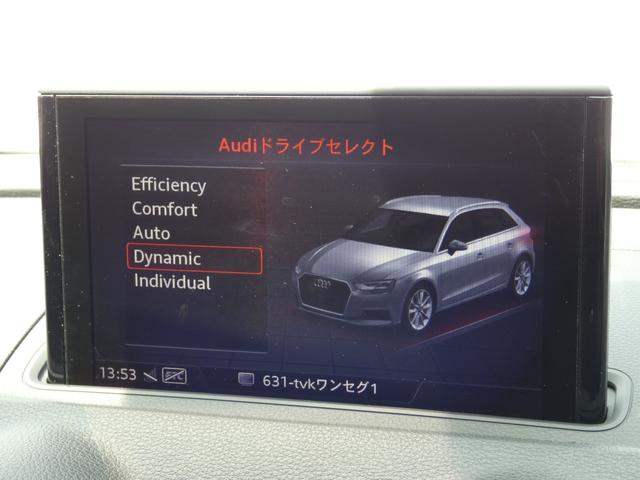 Audiドライブセレクト
Efficiency
Comfort
Auto
Dynamic
Individual
13:53 ETC 631-tvkワンセグ1